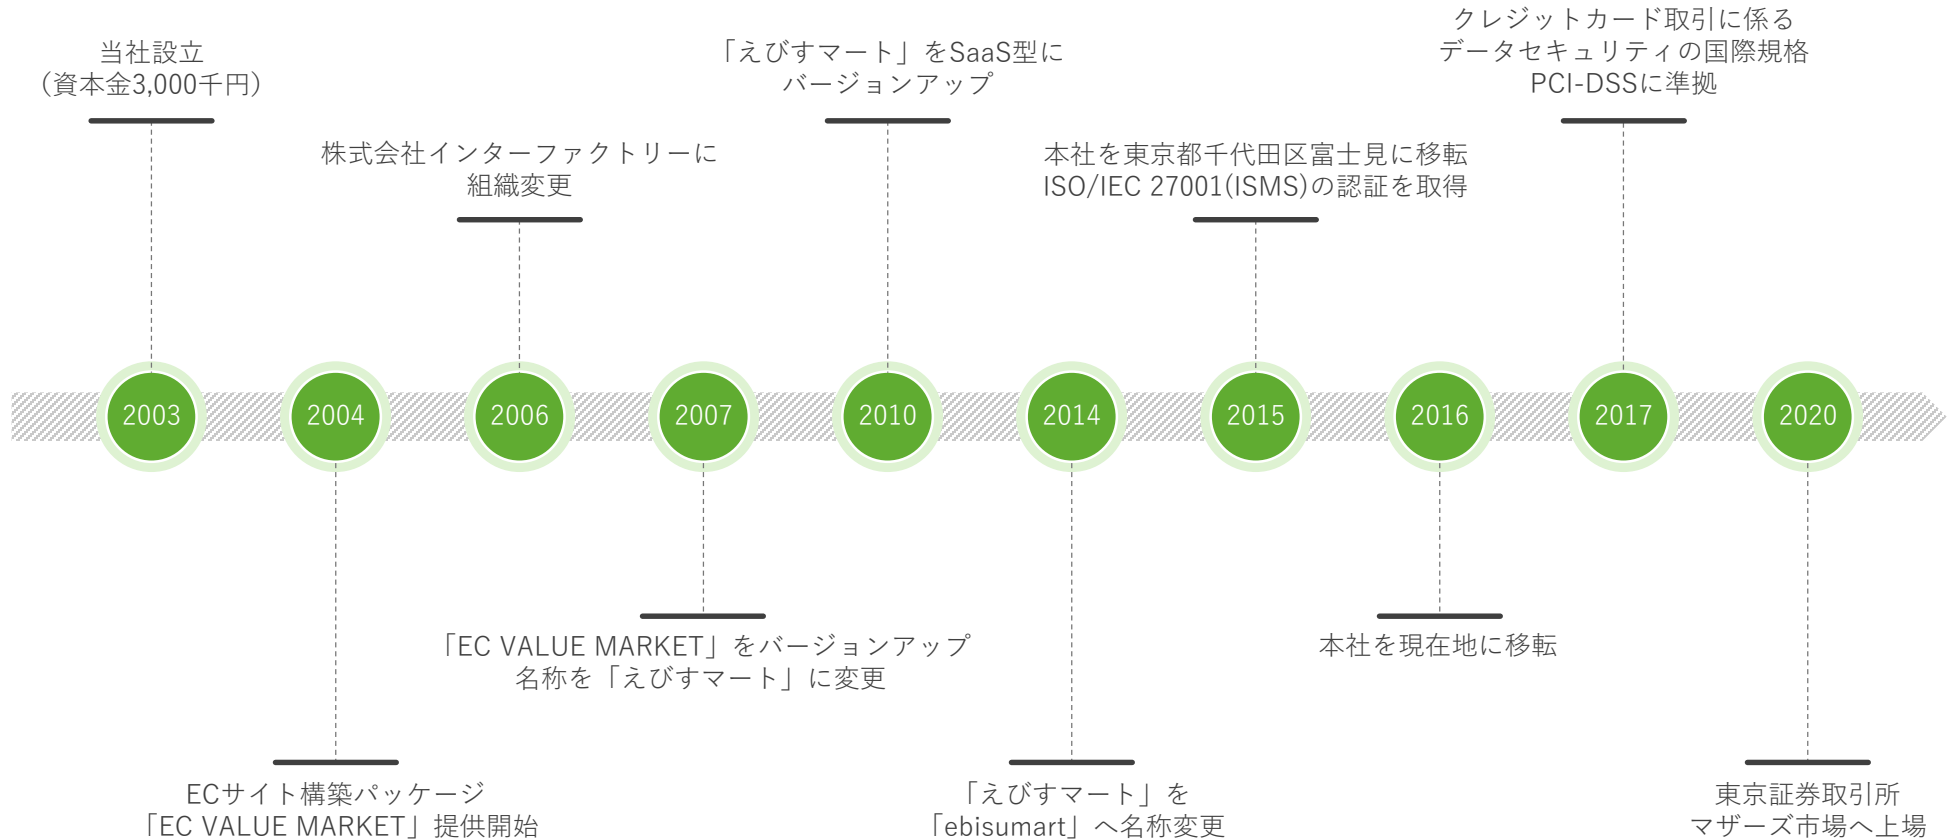 当社設立
（資本金3,000千円）
株式会社インターファクトリーに
組織変更
「えびすマート」をSaaS型に
バージョンアップ
本社を東京都千代田区富士見に移転
ISO/IEC 27001(ISMS)の認証を取得
クレジットカード取引に係る
データセキュリティの国際規格
PCI-DSSに準拠
2003
2004
2006
2007
2010
2014
2015
2016
2017
2020
ECサイト構築パッケージ
「EC VALUE MARKET」提供開始
「EC VALUE MARKET」をバージョンアップ
名称を「えびすマート」に変更
「えびすマート」を
「ebisumart」へ名称変更
本社を現在地に移転
東京証券取引所
マザーズ市場へ上場